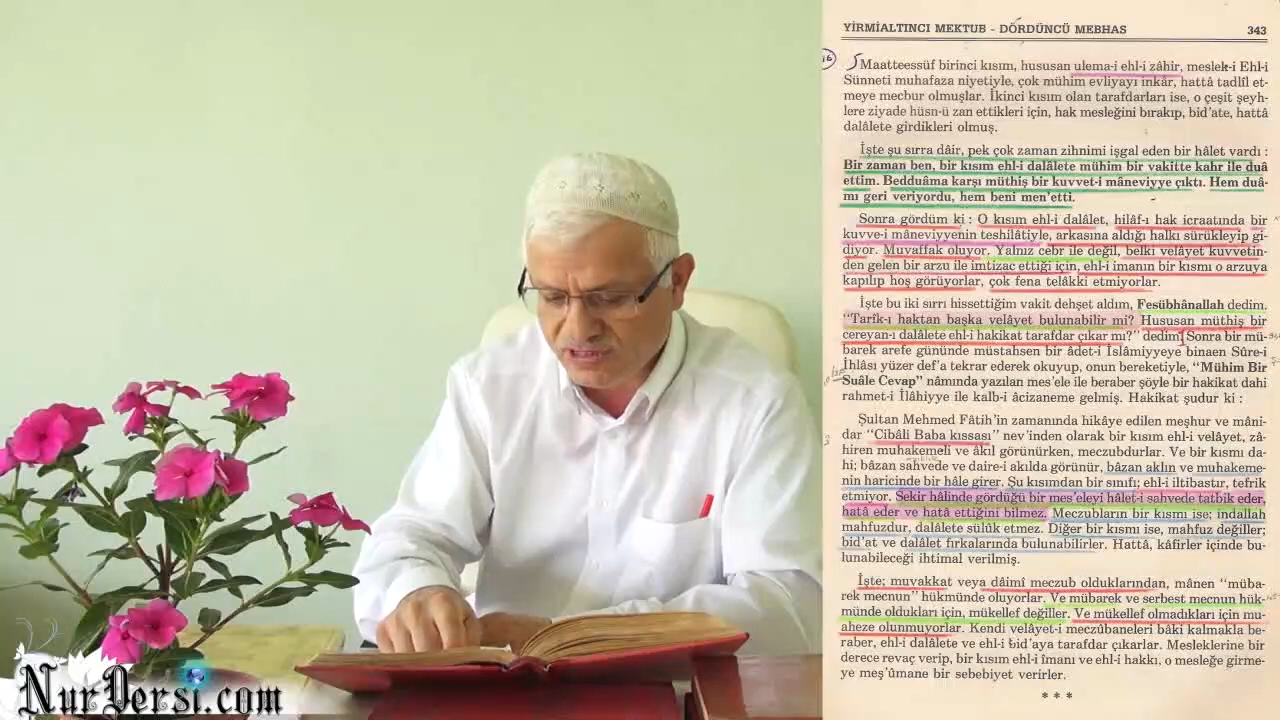 YİRMİALTINCI MEKTUB - DÖRDÜNCÜ MEBHAS 343
Maatteessüf birinci kısım, hususan ulema-i ehl-i zâhir, meslek-i Ehl-i
Sünneti muhafaza niyetiyle, çok mühim evliyayı inkâr, hattâ tadlîl et-
meye mecbur olmuşlar. İkinci kısım olan tarafdarları ise, o çeşit şeyh-
lere ziyade hüsn-ü zan ettikleri için, hak mesleğini bırakıp, bid'ate, hattâ
dalâlete girdikleri olmuş.
İşte şu sırra dâir, pek çok zaman zihnimi işgal eden bir hâlet vardı :
Bir zaman ben, bir kısım ehl-i dalâlete mühim bir vakitte kahr ile duâ
ettim. Bedduâma karşı müthiş bir kuvvet-i mâneviyye çıktı. Hem duâ-
mı geri veriyordu, hem beni men'etti.
Sonra gördüm ki : O kısım ehl-i dalâlet, hilâf-ı hak icraatında bir
kuvve-i mâneviyyenin teshilâtiyle, arkasına aldığı halkı sürükleyip gi-
diyor. Muvaffak oluyor. Yalnız cebr ile değil, belki velâyet kuvvetin-
den gelen bir arzu ile imtizac ettiği için, ehl-i imanın bir kısmı o arzuya
kapılıp hoş görüyorlar, çok fena telâkki etmiyorlar.
İşte bu iki sırrı hissettiğim vakit dehşet aldım, Fesübhânallah dedim.
"Tarîk-ı haktan başka velâyet bulunabilir mi? Hususan müthiş bir
cereyan-ı dalâlete ehl-i hakikat tarafdar çıkar mı?" dedim. Sonra bir mü-
barek arefe gününde müstahsen bir âdet-i İslâmiyyeye binaen Sûre-i
İhlâsı yüzer def'a tekrar ederek okuyup, onun bereketiyle, "Mühim Bir
Suâle Cevap" nâmında yazılan mes'ele ile beraber şöyle bir hakikat dahi
rahmet-i İlâhiyye ile kalb-i âcizaneme gelmiş. Hakikat şudur ki :
Şultan Mehmed Fâtih'in zamanında hikâye edilen meşhur ve mâni-
dar "Cibâli Baba kıssası" nev'inden olarak bir kısım ehl-i velâyet, zâ-
hiren muhakemeli ve âkıl görünürken, meczubdurlar. Ve bir kısmı da-
hi; bâzan sahvede ve daire-i akılda görünür, bâzan aklın ve muhakeme-
nin haricinde bir hâle girer. Şu kısımdan bir sınıfı; ehl-i iltibastır, tefrik
etmiyor. Sekir hâlinde gördüğü bir mes'eleyi hâlet-i sahvede tatbik eder,
hatâ eder ve hatâ ettiğini bilmez. Meczubların bir kısmı ise; indallah
mahfuzdur, dalâlete sülûk etmez. Diğer bir kısmı ise, mahfuz değiller;
bid'at ve dalâlet fırkalarında bulunabilirler. Hattâ, kâfirler içinde bu-
lunabileceği ihtimal verilmiş.
İşte; muvakkat veya dâimî meczub olduklarından, mânen "müba-
rek mecnun" hükmünde oluyorlar. Ve mübarek ve serbest mecnun hük-
münde oldukları için, mükellef değiller. Ve mükellef olmadıkları için mu-
aheze olunmuyorlar. Kendi velâyet-i meczûbaneleri bâki kalmakla be-
raber, ehl-i dalâlete ve ehl-i bid'aya tarafdar çıkarlar. Mesleklerine bir
derece revaç verip, bir kısım ehl-i îmanı ve ehl-i hakkı, o mesleğe girme-
ye meş'ûmane bir sebebiyet verirler.
* * *
NurDersi.com